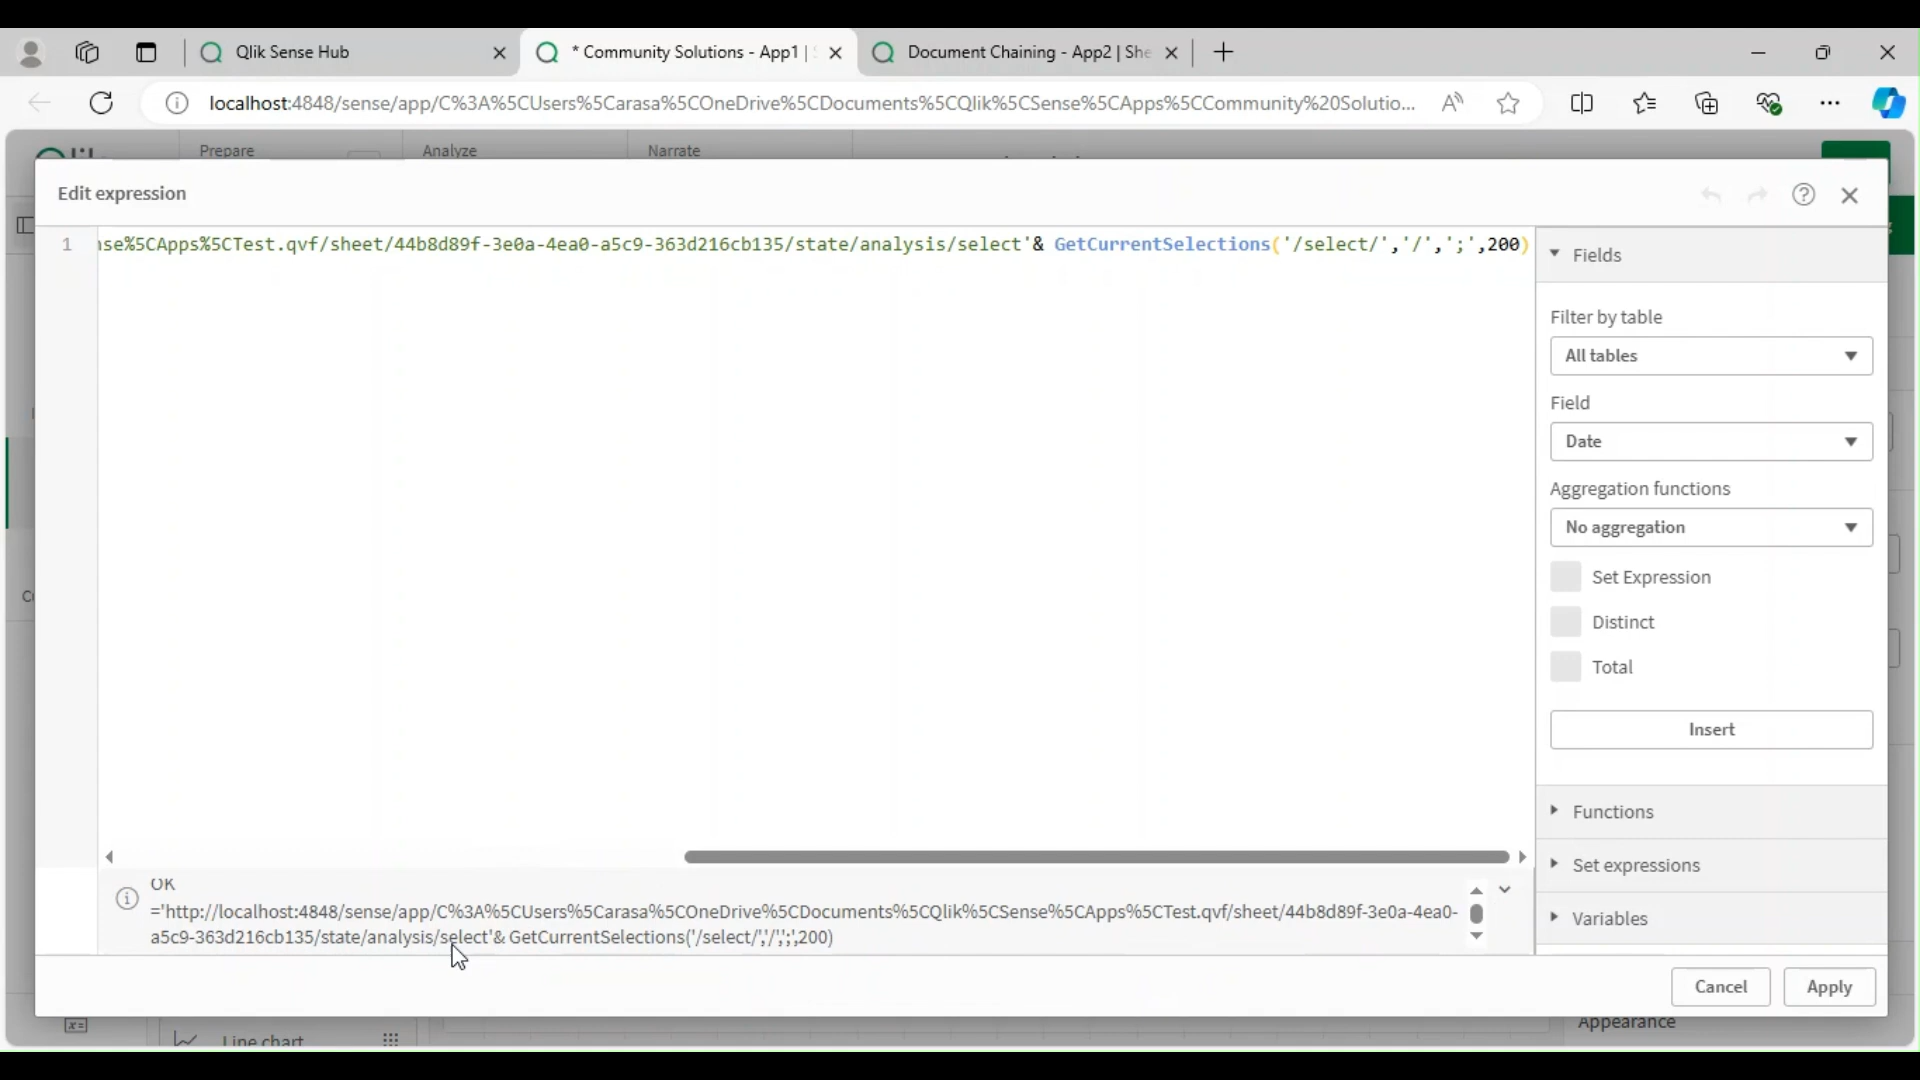 Qlik Sense Hub
* Community Solutions - App1 | S
Document Chaining - App2 | She
localhost:4848/sense/app/C%3A%5CUsers%5Carasa%5COneDrive%5CDocuments%5CQlik%5CSense%5CApps%5CCommunity%20Solutio...
Prepare
Analyze
Narrate
Edit expression
1
nse%5CApps%5CTest.qvf/sheet/44b8d89f-3e0a-4ea0-a5c9-363d216cb135/state/analysis/select'& GetCurrentSelections('/select/','/',';',200)
Fields
Filter by table
All tables
Field
Date
Aggregation functions
No aggregation
Set Expression
Distinct
Total
Insert
Functions
Set expressions
Variables
OK
='http://localhost:4848/sense/app/C%3A%5CUsers%5Carasa%5COneDrive%5CDocuments%5CQlik%5CSense%5CApps%5CTest.qvf/sheet/44b8d89f-3e0a-4ea0-
a5c9-363d216cb135/state/analysis/select'& GetCurrentSelections('/select/','/',';',200)
Cancel
Apply
Line chart
Appearance